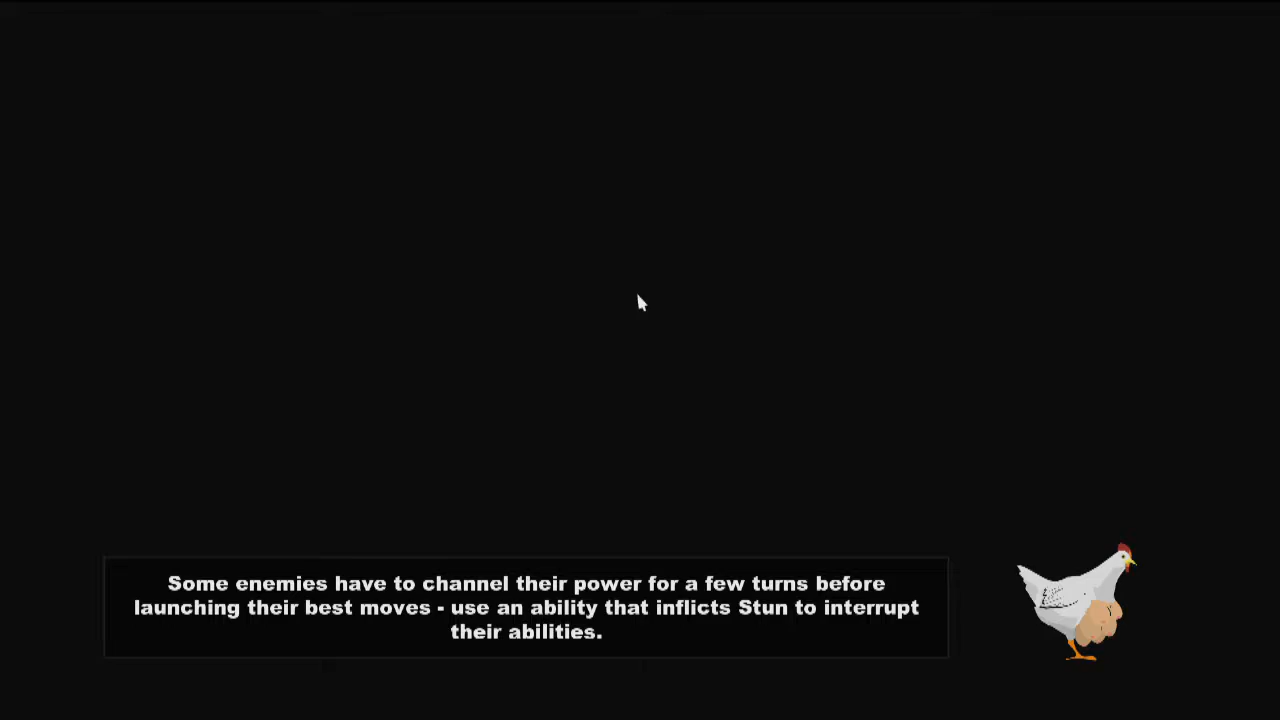 Some enemies have to channel their power for a few turns before
launching their best moves - use an ability that inflicts Stun to interrupt
their abilities.